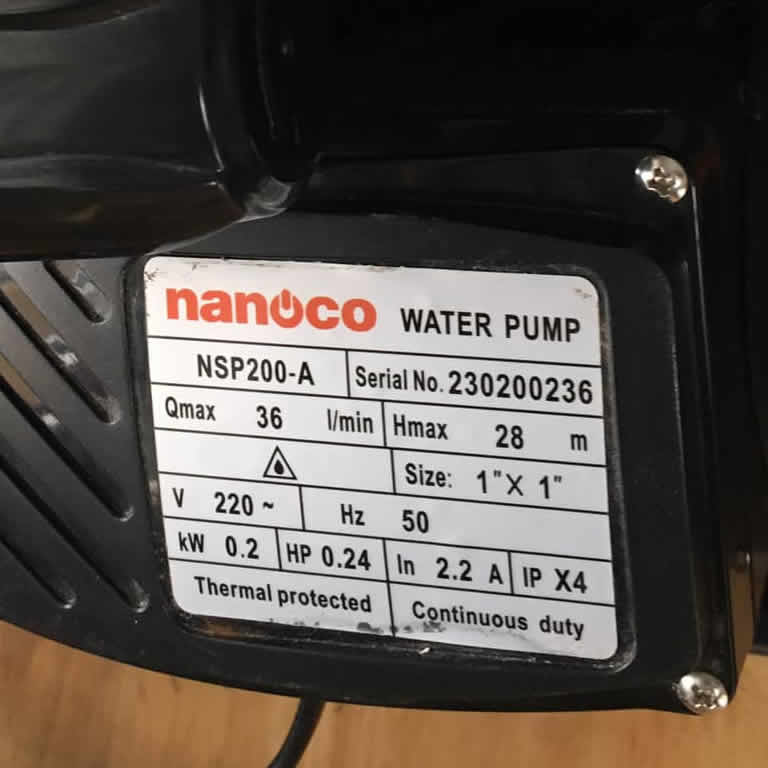 nanoco WATER PUMP
NSP200-A Serial No. 230200236
Qmax 36 l/min Hmax 28 m
Size: 1"X 1"
V 220 ~ Hz 50
kW 0.2 HP 0.24 In 2.2 A IP X4
Thermal protected Continuous duty